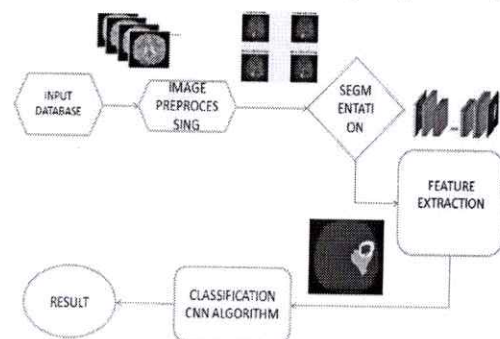 INPUT
DATABASE
IMAGE
PREPROCES
SING
SEGM
ENTATI
ON
FEATURE
EXTRACTION
CLASSIFICATION
CNN ALGORITHM
RESULT